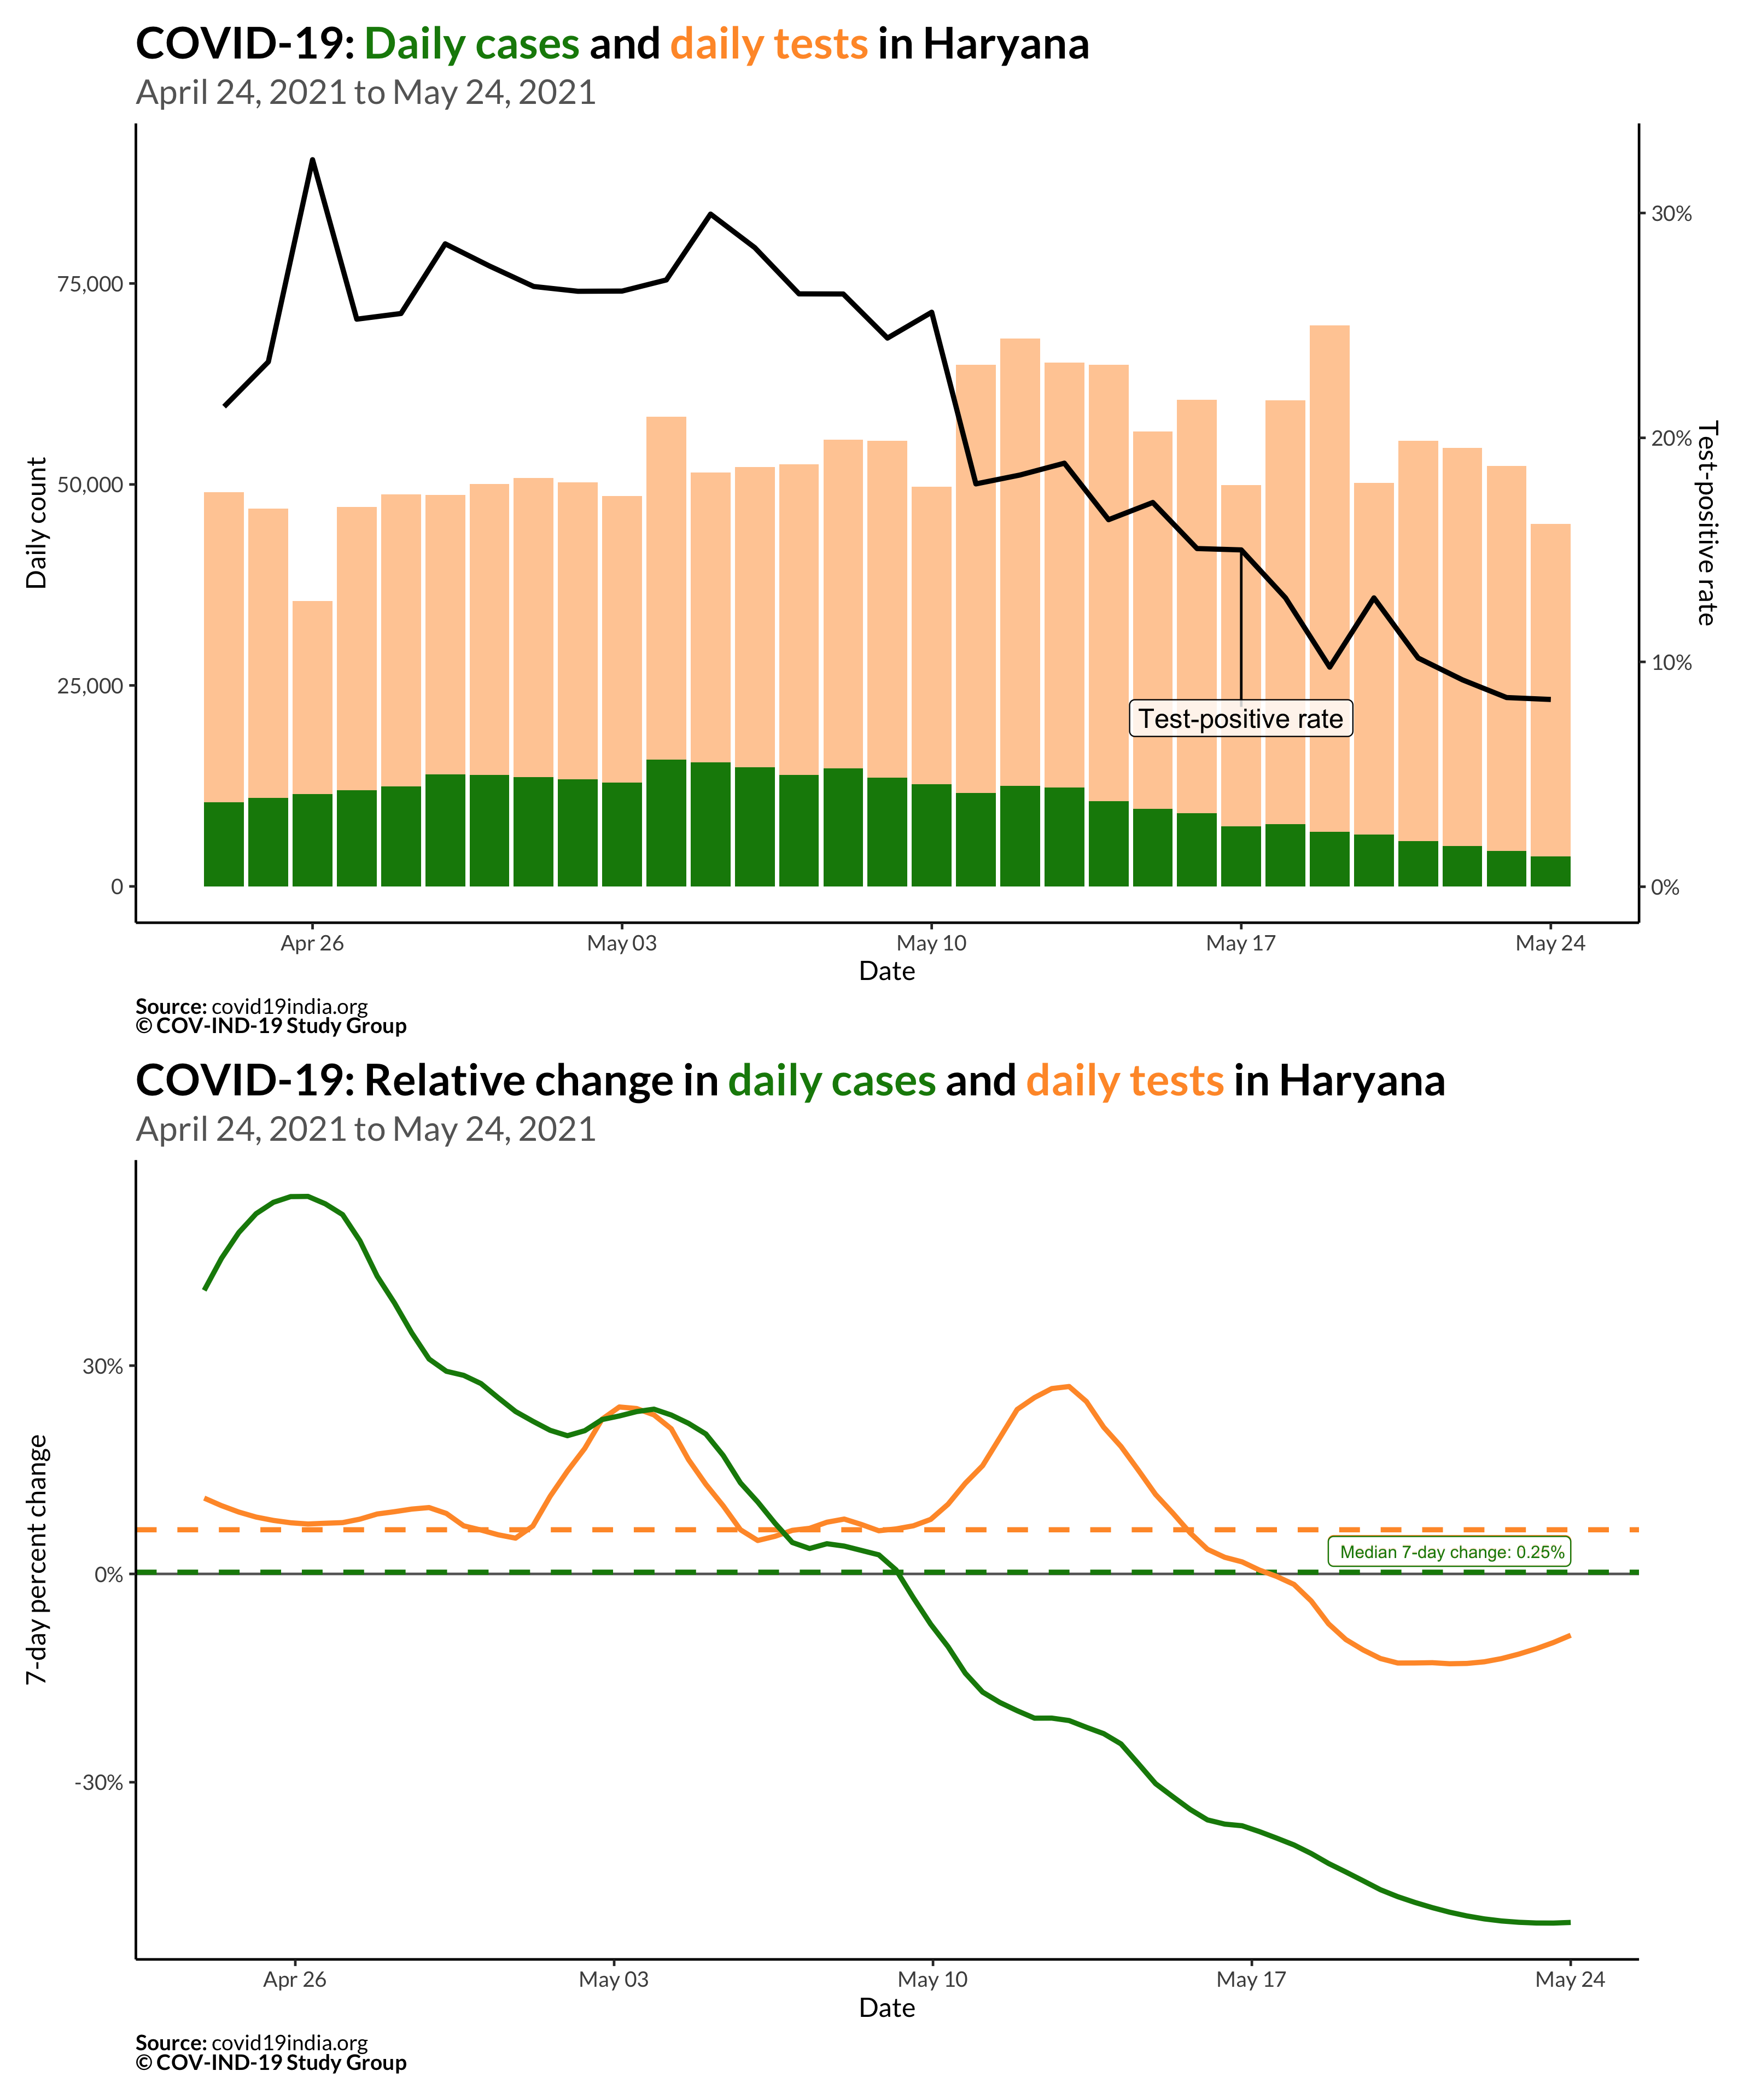 COVID-19: Daily cases and daily tests in Haryana
April 24, 2021 to May 24, 2021
75,000
50,000
25,000
0
Daily count
30%
20%
10%
0%
Test-positive rate
Test-positive rate
Apr 26
May 03
May 10
May 17
May 24
Date
Source: covid19india.org
© COV-IND-19 Study Group
COVID-19: Relative change in daily cases and daily tests in Haryana
April 24, 2021 to May 24, 2021
30%
0%
-30%
7-day percent change
Median 7-day change: 0.25%
Apr 26
May 03
May 10
May 17
May 24
Date
Source: covid19india.org
© COV-IND-19 Study Group